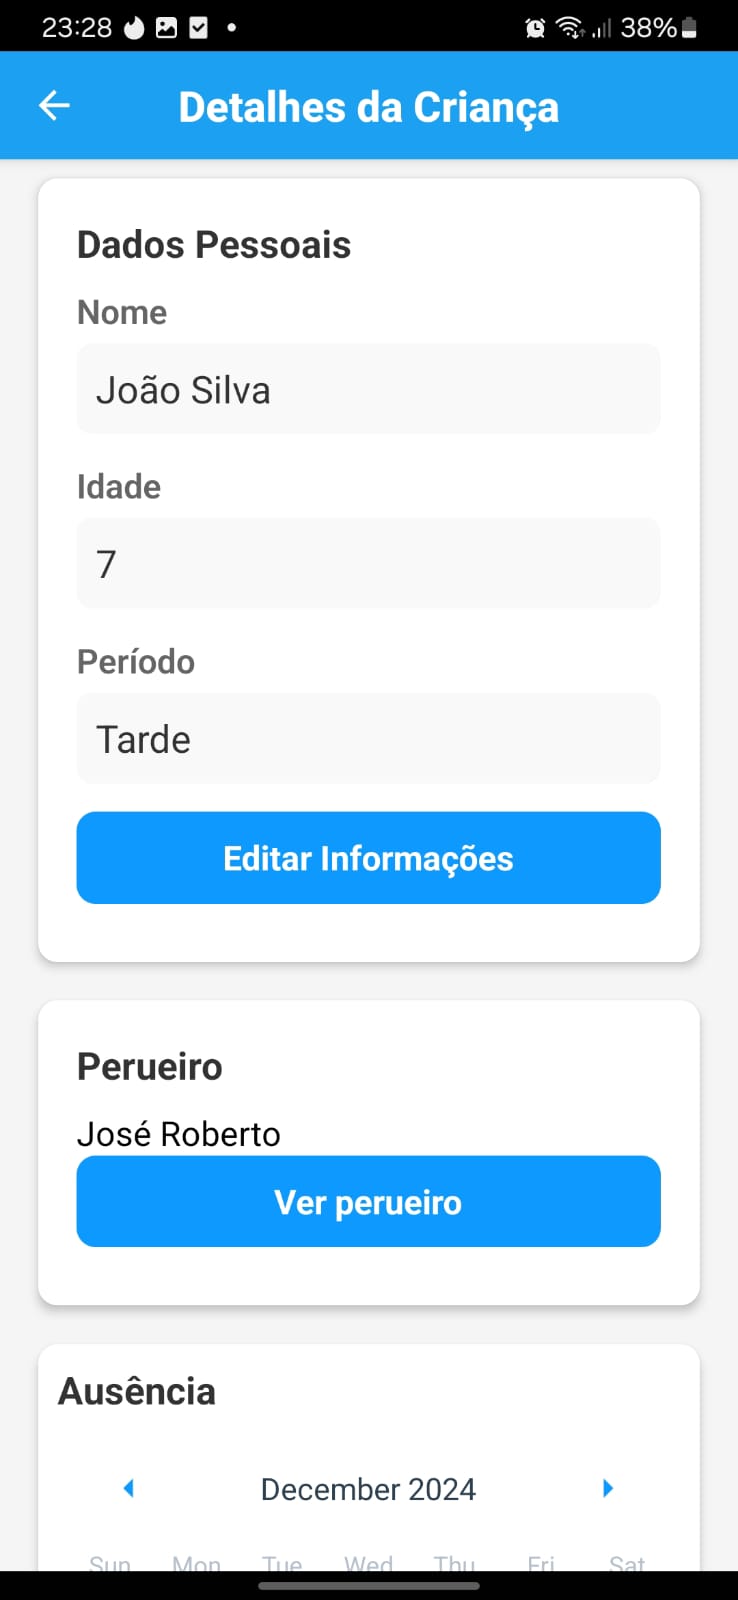 23:28
38%
Detalhes da Criança
Dados Pessoais
Nome
João Silva
Idade
7
Período
Tarde
Editar Informações
Perueiro
José Roberto
Ver perueiro
Ausência
December 2024
Sun Mon Tue Wed Thu Fri Sat